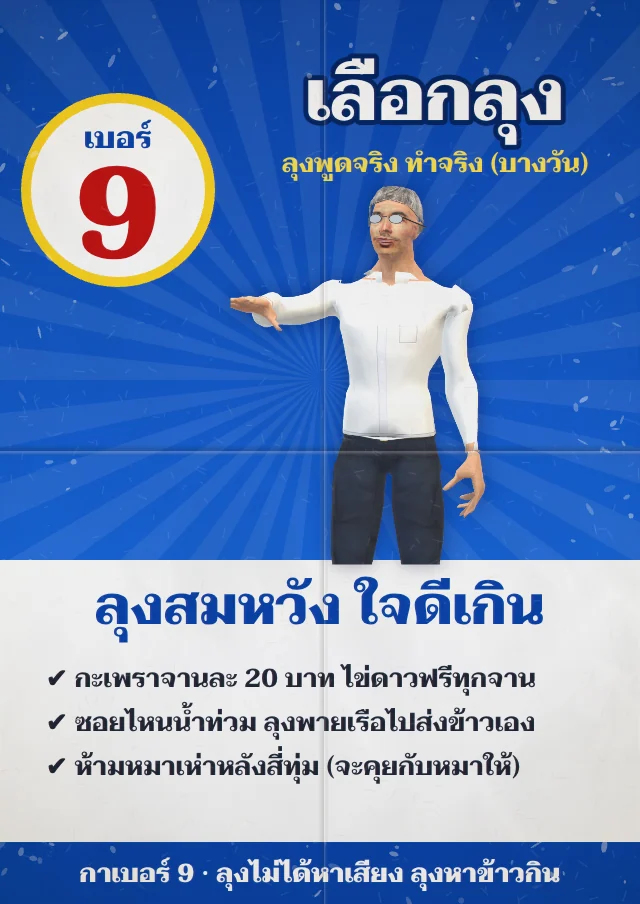 เลือกลุง
ลุงพูดจริง ทำจริง (บางวัน)
เบอร์
9
ลุงสมหวัง ใจดีเกิน
✔ กะเพราจานละ 20 บาท ไข่ดาวฟรีทุกจาน
✔ ซอยไหนน้ำท่วม ลุงพายเรือไปส่งข้าวเอง
✔ ห้ามหมาเห่าหลังสี่ทุ่ม (จะคุยกับหมาให้)
กาเบอร์ 9 · ลุงไม่ได้หาเสียง ลุงหาข้าวกิน